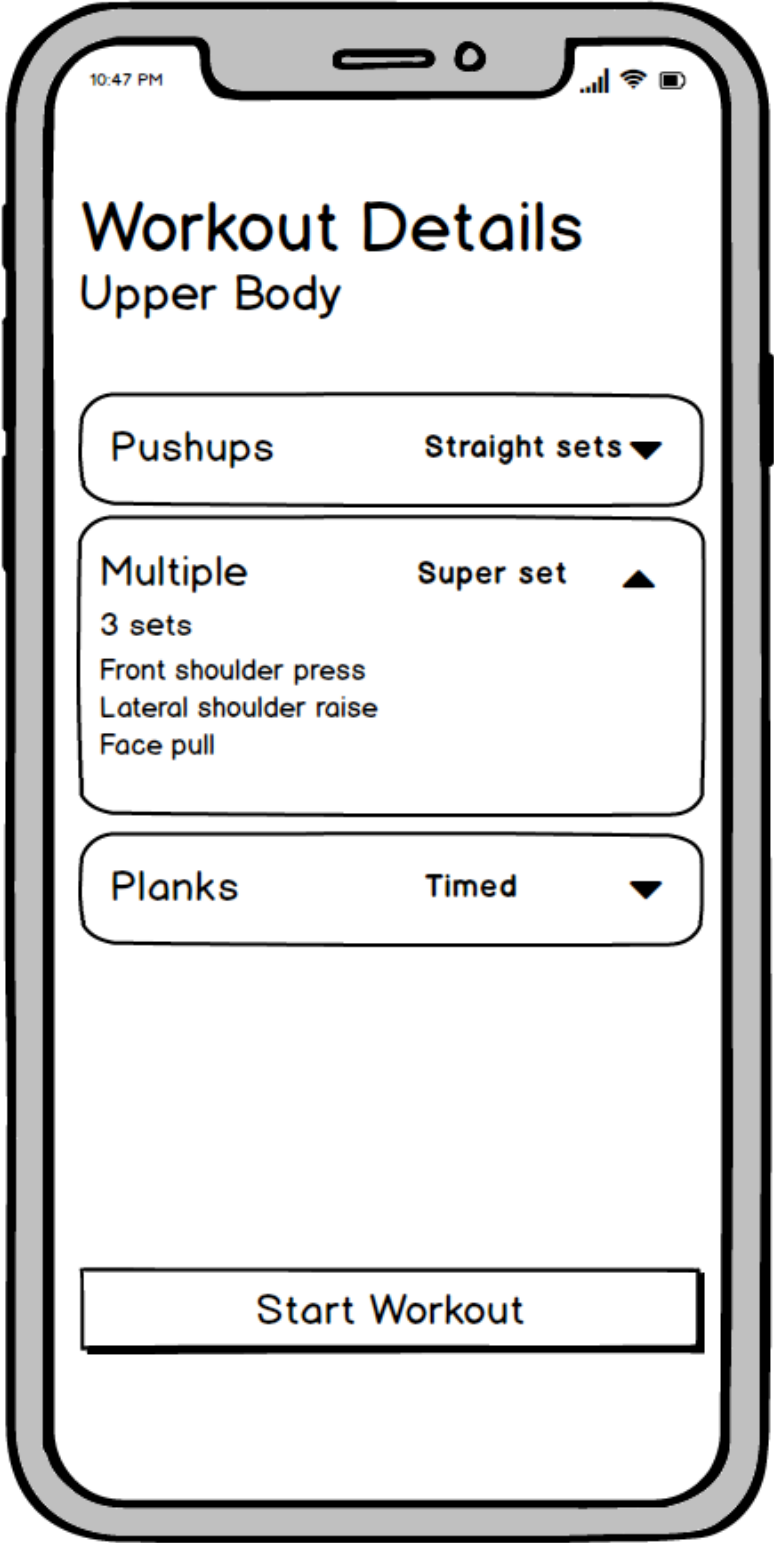 10:47 PM
Workout Details
Upper Body
Pushups Straight sets
Multiple Super set
3 sets
Front shoulder press
Lateral shoulder raise
Face pull
Planks Timed
Start Workout